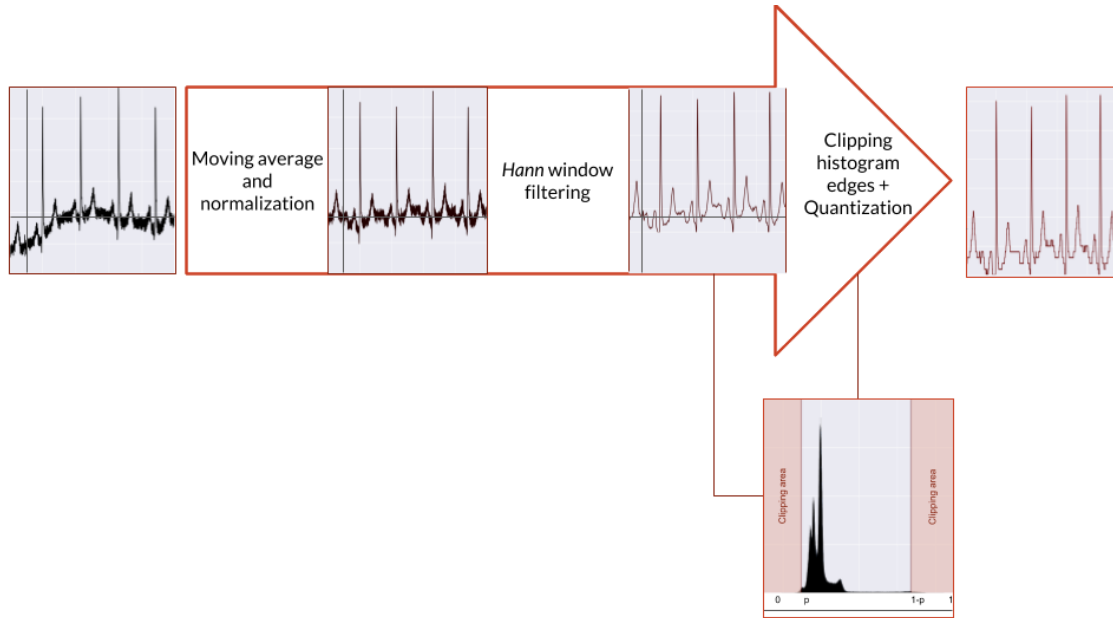 Moving average
and
normalization
Hann window
filtering
Clipping
histogram
edges +
Quantization
Clipping area
Clipping area
0 p 1-p 1